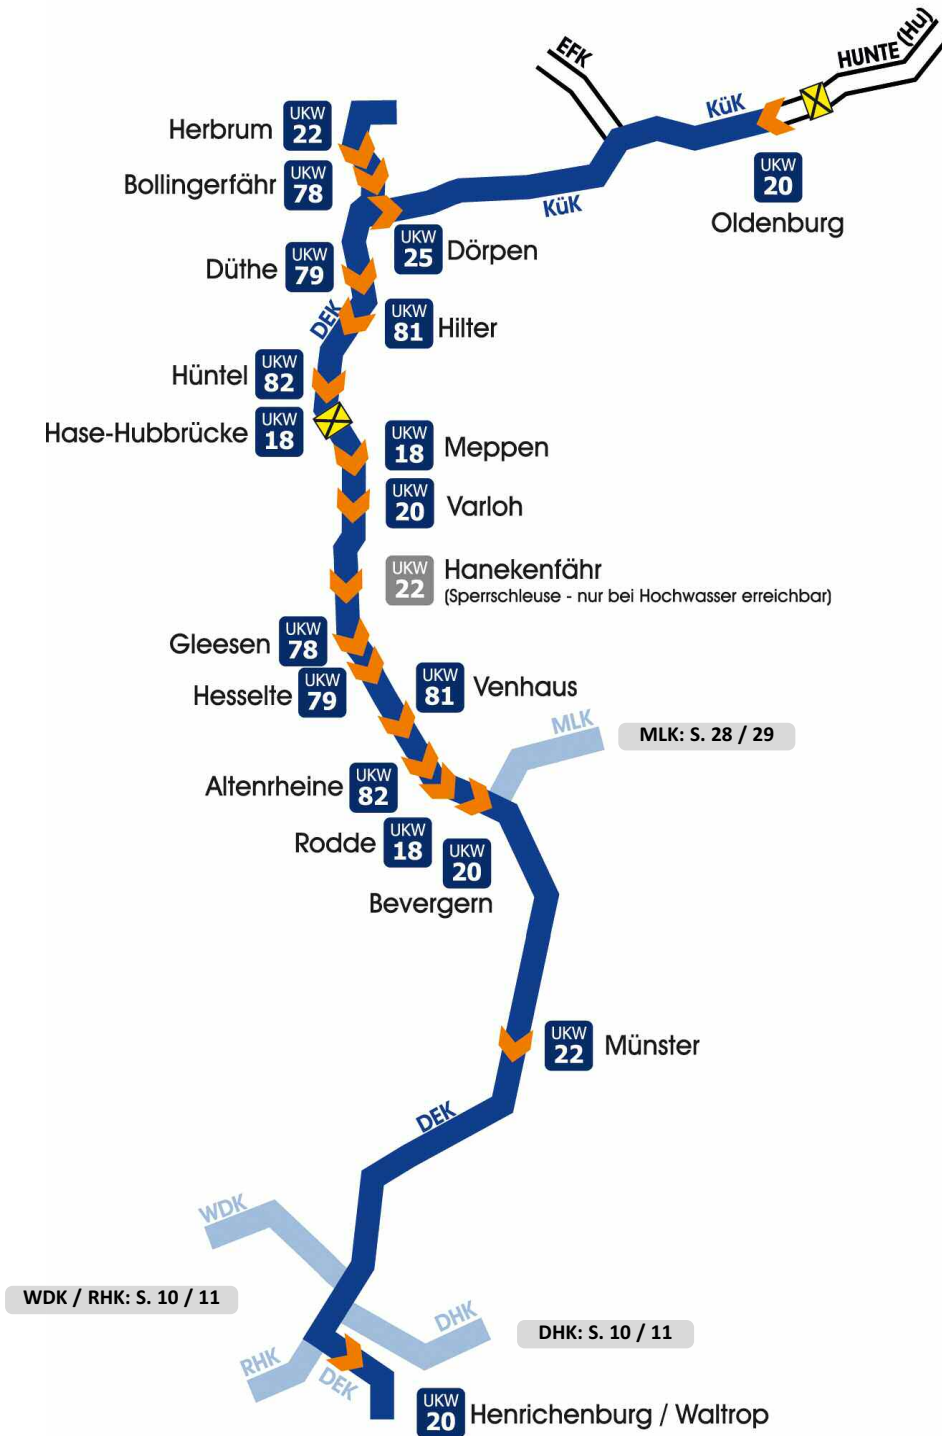 EFK
HUNTE (Hu)
KüK
UKW
20
Oldenburg
KüK
Herbrum
UKW
22
Bollingerfähr
UKW
78
UKW
25
Dörpen
Düthe
UKW
79
DEK
UKW
81
Hilter
Hüntel
UKW
82
Hase-Hubbrücke
UKW
18
UKW
18
Meppen
UKW
20
Varloh
UKW
22
Hanekenfähr
(Sperrschleuse - nur bei Hochwasser erreichbar)
Gleesen
UKW
78
Hesselte
UKW
79
UKW
81
Venhaus
MLK
MLK: S. 28 / 29
Altenrheine
UKW
82
Rodde
UKW
18
UKW
20
Bevergern
UKW
22
Münster
DEK
WDK
WDK / RHK: S. 10 / 11
DHK
DHK: S. 10 / 11
RHK
DEK
UKW
20
Henrichenburg / Waltrop